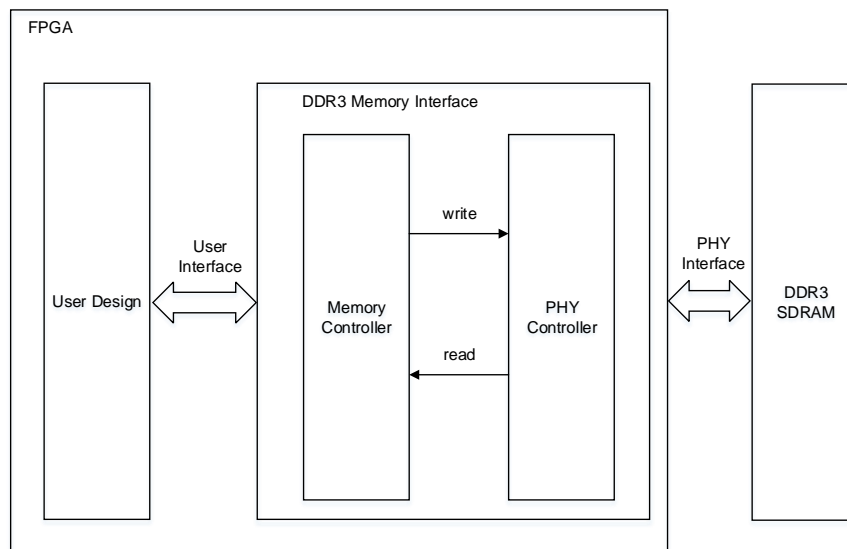 FPGA
DDR3 Memory Interface
write
User
Interface
PHY
Interface
User Design
Memory
Controller
PHY
Controller
DDR3
SDRAM
read